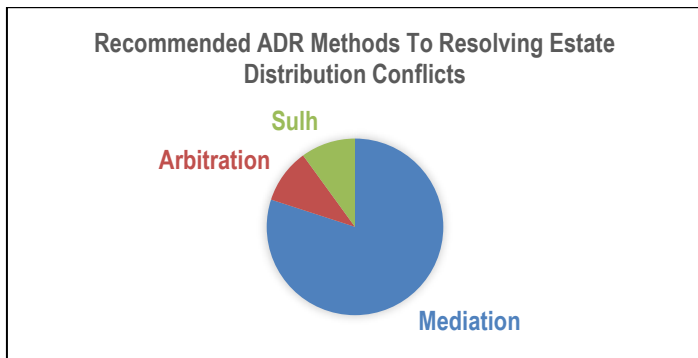 Recommended ADR Methods To Resolving Estate
Distribution Conflicts
Sulh
Arbitration
Mediation